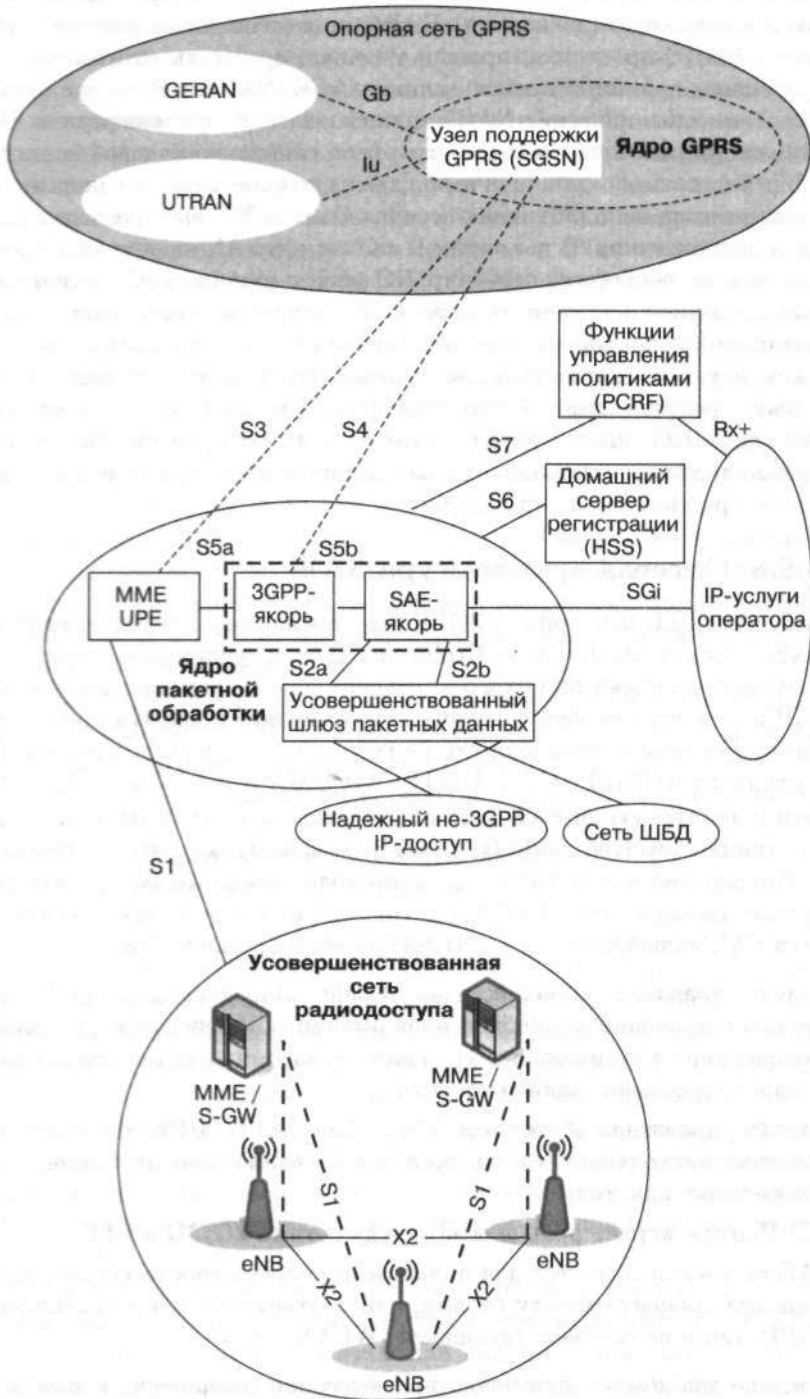 Опорная сеть GPRS
GERAN
Gb
Узел поддержки
GPRS (SGSN)
Ядро GPRS
Iu
UTRAN
Функции
управления
политиками
(PCRF)
S3
S4
S7
Rx+
S6
Домашний
сервер
регистрации
(HSS)
S5a
S5b
SGi
MME
UPE
3GPP-
якорь
SAE-
якорь
IP-услуги
оператора
Ядро
пакетной
обработки
S2a
S2b
Усовершенствованный
шлюз пакетных данных
Надежный не-3GPP
IP-доступ
Сеть ШБД
S1
Усовершенствованная
сеть
радиодоступа
MME /
S-GW
MME /
S-GW
S1
S1
eNB
X2
eNB
X2
X2
eNB